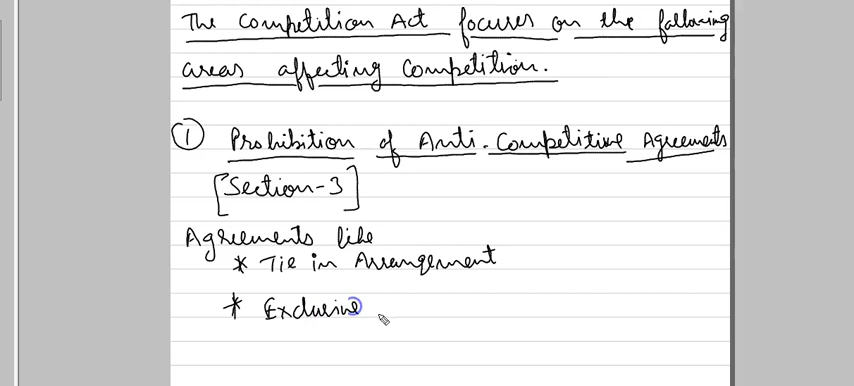 The Competition Act focuses on the following
areas affecting Competition.
① Prohibition of Anti-Competitive Agreements
[Section-3]
Agreements like
* Tie in Arrangement
* Exclusive